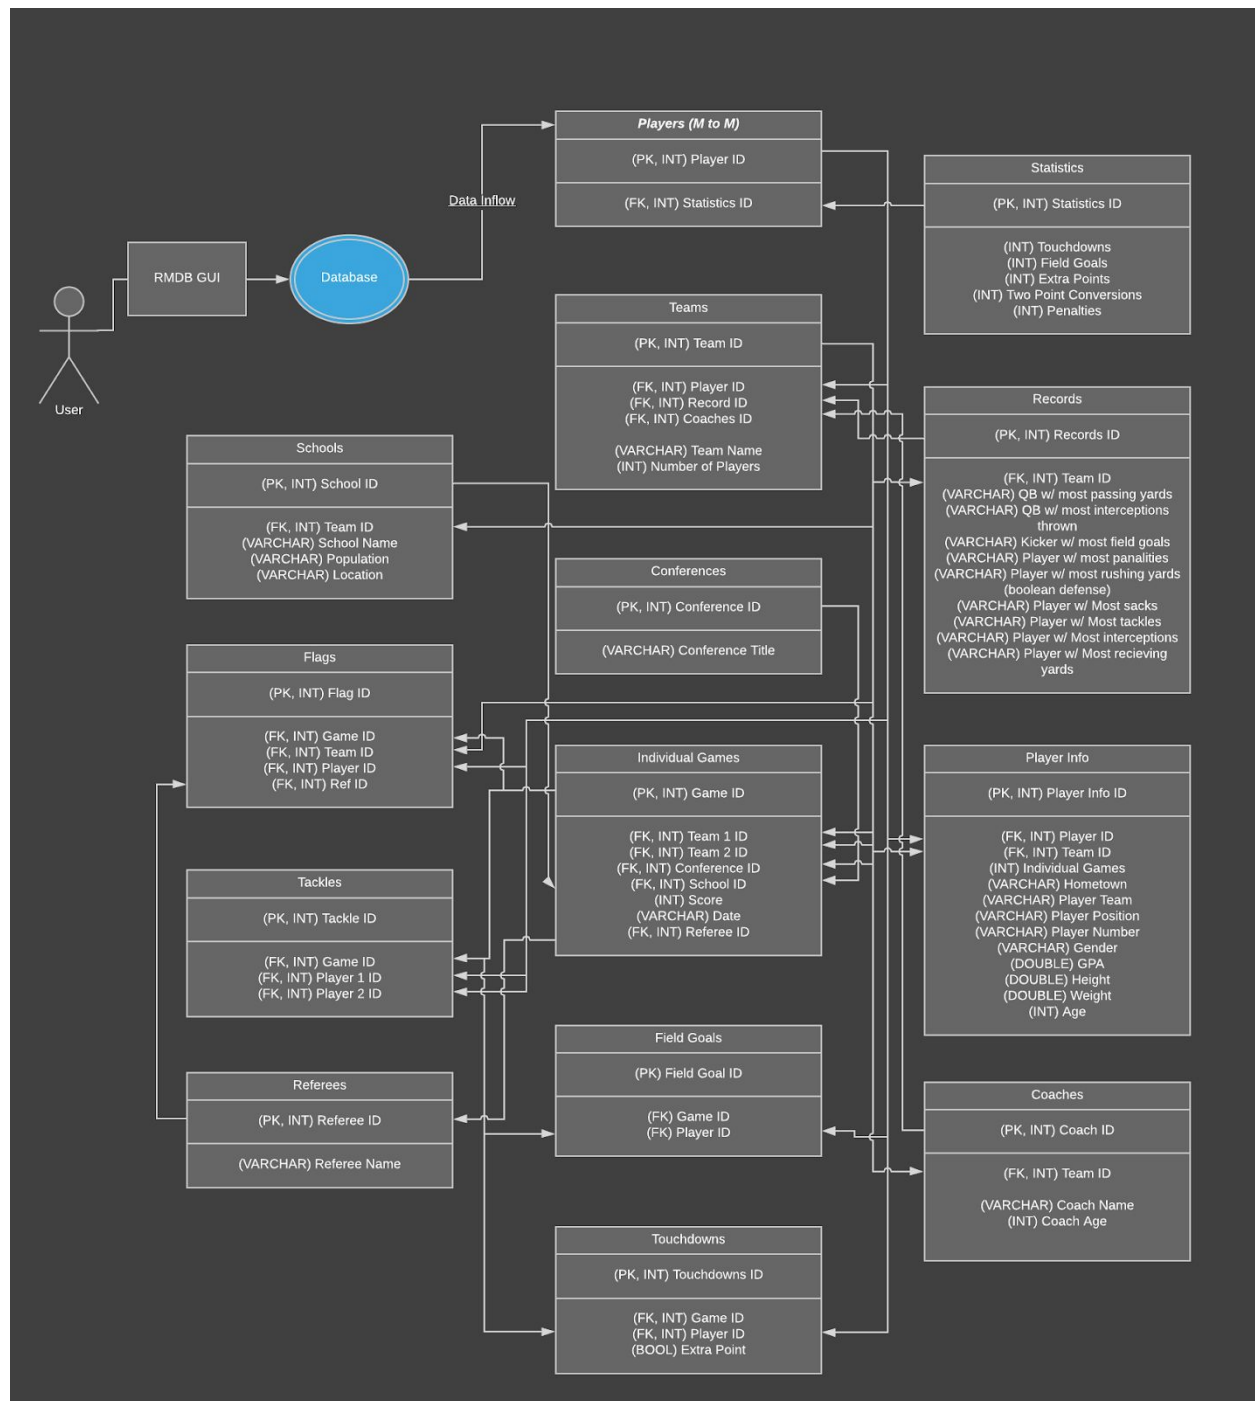 Players (M to M)
(PK, INT) Player ID
(FK, INT) Statistics ID
Data Inflow
RMDB GUI
Database
User
Statistics
(PK, INT) Statistics ID
(INT) Touchdowns
(INT) Field Goals
(INT) Extra Points
(INT) Two Point Conversions
(INT) Penalties
Teams
(PK, INT) Team ID
(FK, INT) Player ID
(FK, INT) Record ID
(FK, INT) Coaches ID
(VARCHAR) Team Name
(INT) Number of Players
Records
(PK, INT) Records ID
(FK, INT) Team ID
(VARCHAR) QB w/ most passing yards
(VARCHAR) QB w/ most interceptions
thrown
(VARCHAR) Kicker w/ most field goals
(VARCHAR) Player w/ most panalities
(VARCHAR) Player w/ most rushing yards
(boolean defense)
(VARCHAR) Player w/ Most sacks
(VARCHAR) Player w/ Most tackles
(VARCHAR) Player w/ Most interceptions
(VARCHAR) Player w/ Most recieving
yards
Schools
(PK, INT) School ID
(FK, INT) Team ID
(VARCHAR) School Name
(VARCHAR) Population
(VARCHAR) Location
Conferences
(PK, INT) Conference ID
(VARCHAR) Conference Title
Flags
(PK, INT) Flag ID
(FK, INT) Game ID
(FK, INT) Team ID
(FK, INT) Player ID
(FK, INT) Ref ID
Individual Games
(PK, INT) Game ID
(FK, INT) Team 1 ID
(FK, INT) Team 2 ID
(FK, INT) Conference ID
(FK, INT) School ID
(INT) Score
(VARCHAR) Date
(FK, INT) Referee ID
Player Info
(PK, INT) Player Info ID
(FK, INT) Player ID
(FK, INT) Team ID
(INT) Individual Games
(VARCHAR) Hometown
(VARCHAR) Player Team
(VARCHAR) Player Position
(VARCHAR) Player Number
(VARCHAR) Gender
(DOUBLE) GPA
(DOUBLE) Height
(DOUBLE) Weight
(INT) Age
Tackles
(PK, INT) Tackle ID
(FK, INT) Game ID
(FK, INT) Player 1 ID
(FK, INT) Player 2 ID
Field Goals
(PK) Field Goal ID
(FK) Game ID
(FK) Player ID
Referees
(PK, INT) Referee ID
(VARCHAR) Referee Name
Coaches
(PK, INT) Coach ID
(FK, INT) Team ID
(VARCHAR) Coach Name
(INT) Coach Age
Touchdowns
(PK, INT) Touchdowns ID
(FK, INT) Game ID
(FK, INT) Player ID
(BOOL) Extra Point